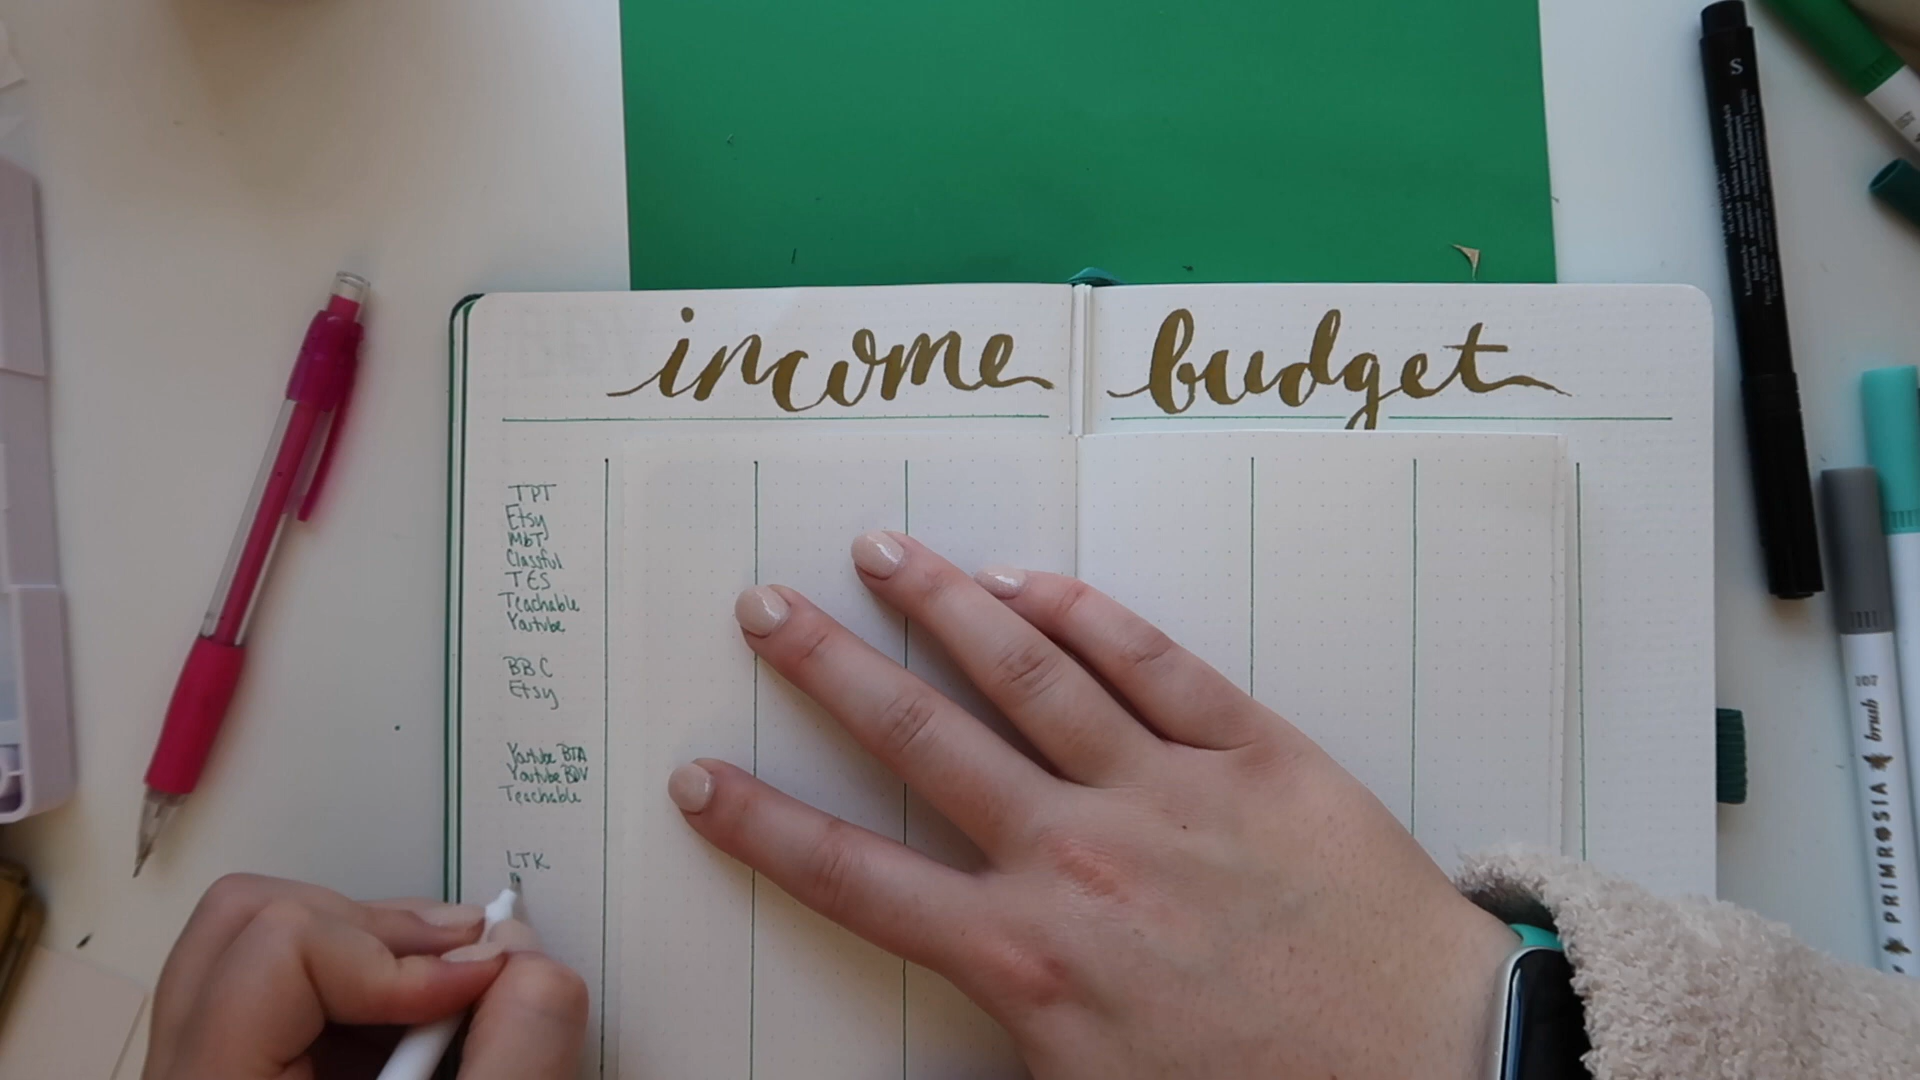 income budget
TPT
Etsy
MbT
Classful
TES
Teachable
Youtube
BBC
Etsy
Youtube BTA
Youtube BDV
Teachable
LTK
S
107
brush
PRIMROSIA